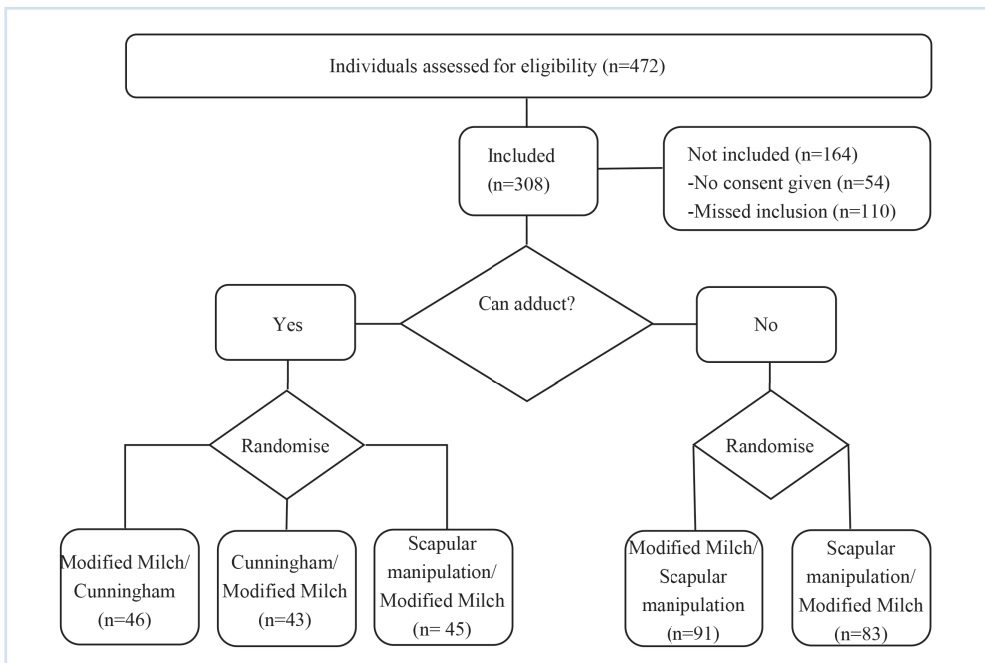 Individuals assessed for eligibility (n=472)
Included
(n=308)
Not included (n=164)
-No consent given (n=54)
-Missed inclusion (n=110)
Can adduct?
Yes
No
Randomise
Randomise
Modified Milch/
Cunningham
(n=46)
Cunningham/
Modified Milch
(n=43)
Scapular
manipulation/
Modified Milch
(n= 45)
Modified Milch/
Scapular
manipulation
(n=91)
Scapular
manipulation/
Modified Milch
(n=83)